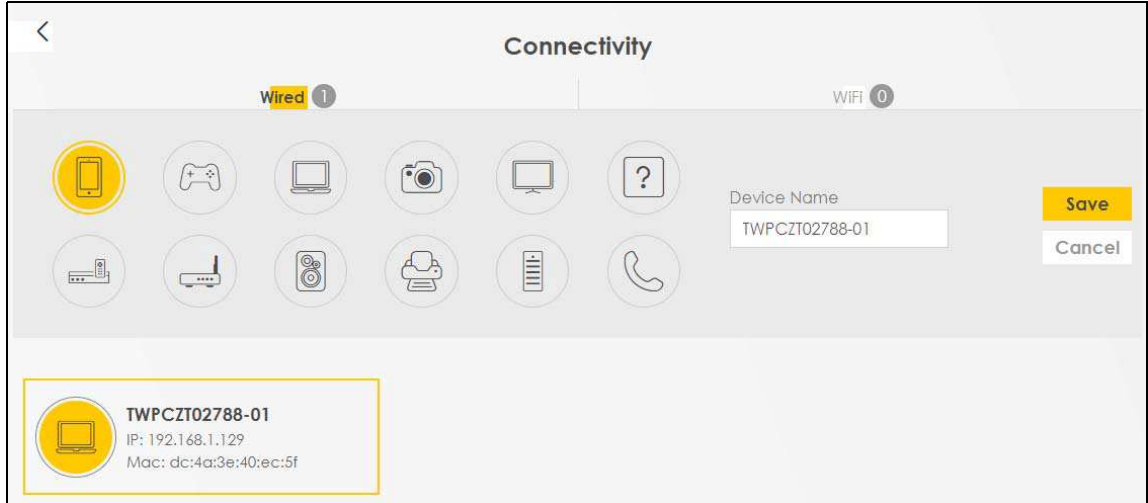 Connectivity
Wired 1
WiFi 0
?
Device Name
TWPCZT02788-01
Save
Cancel
TWPCZT02788-01
IP: 192.168.1.129
Mac: dc:4a:3e:40:ec:5f